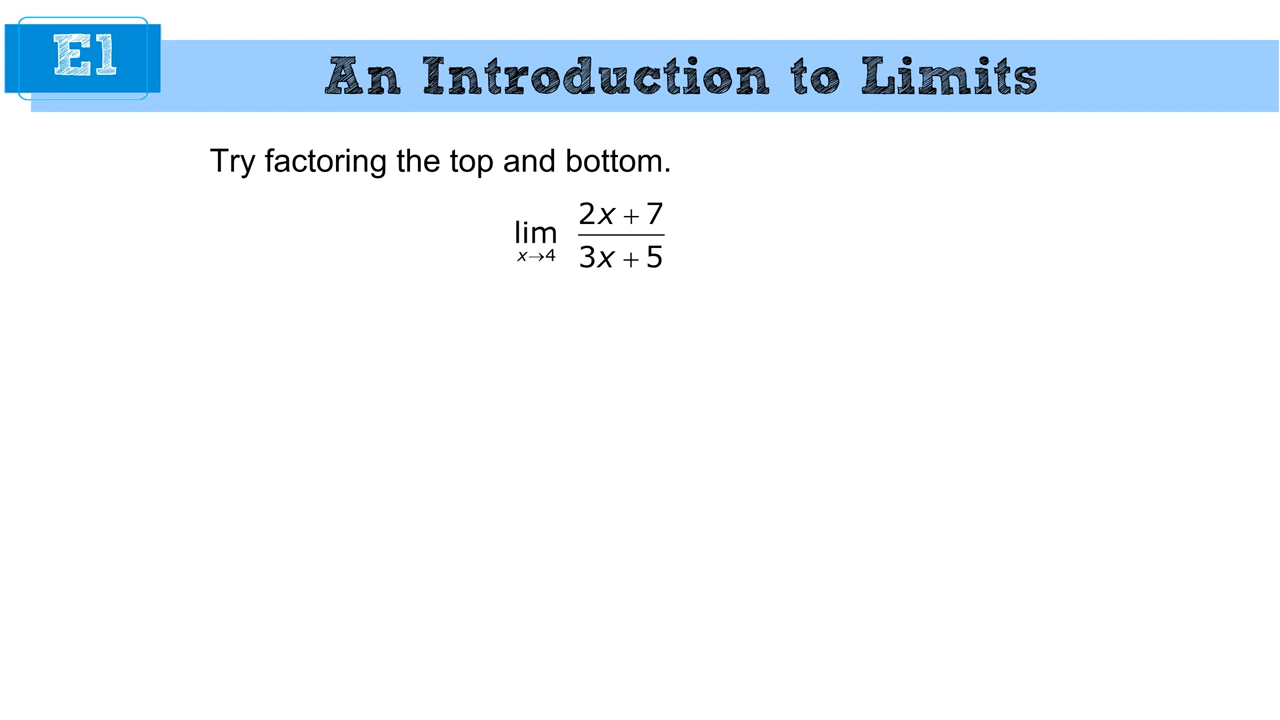 E1
An Introduction to Limits
Try factoring the top and bottom.
lim 2x + 7
x→4 3x + 5